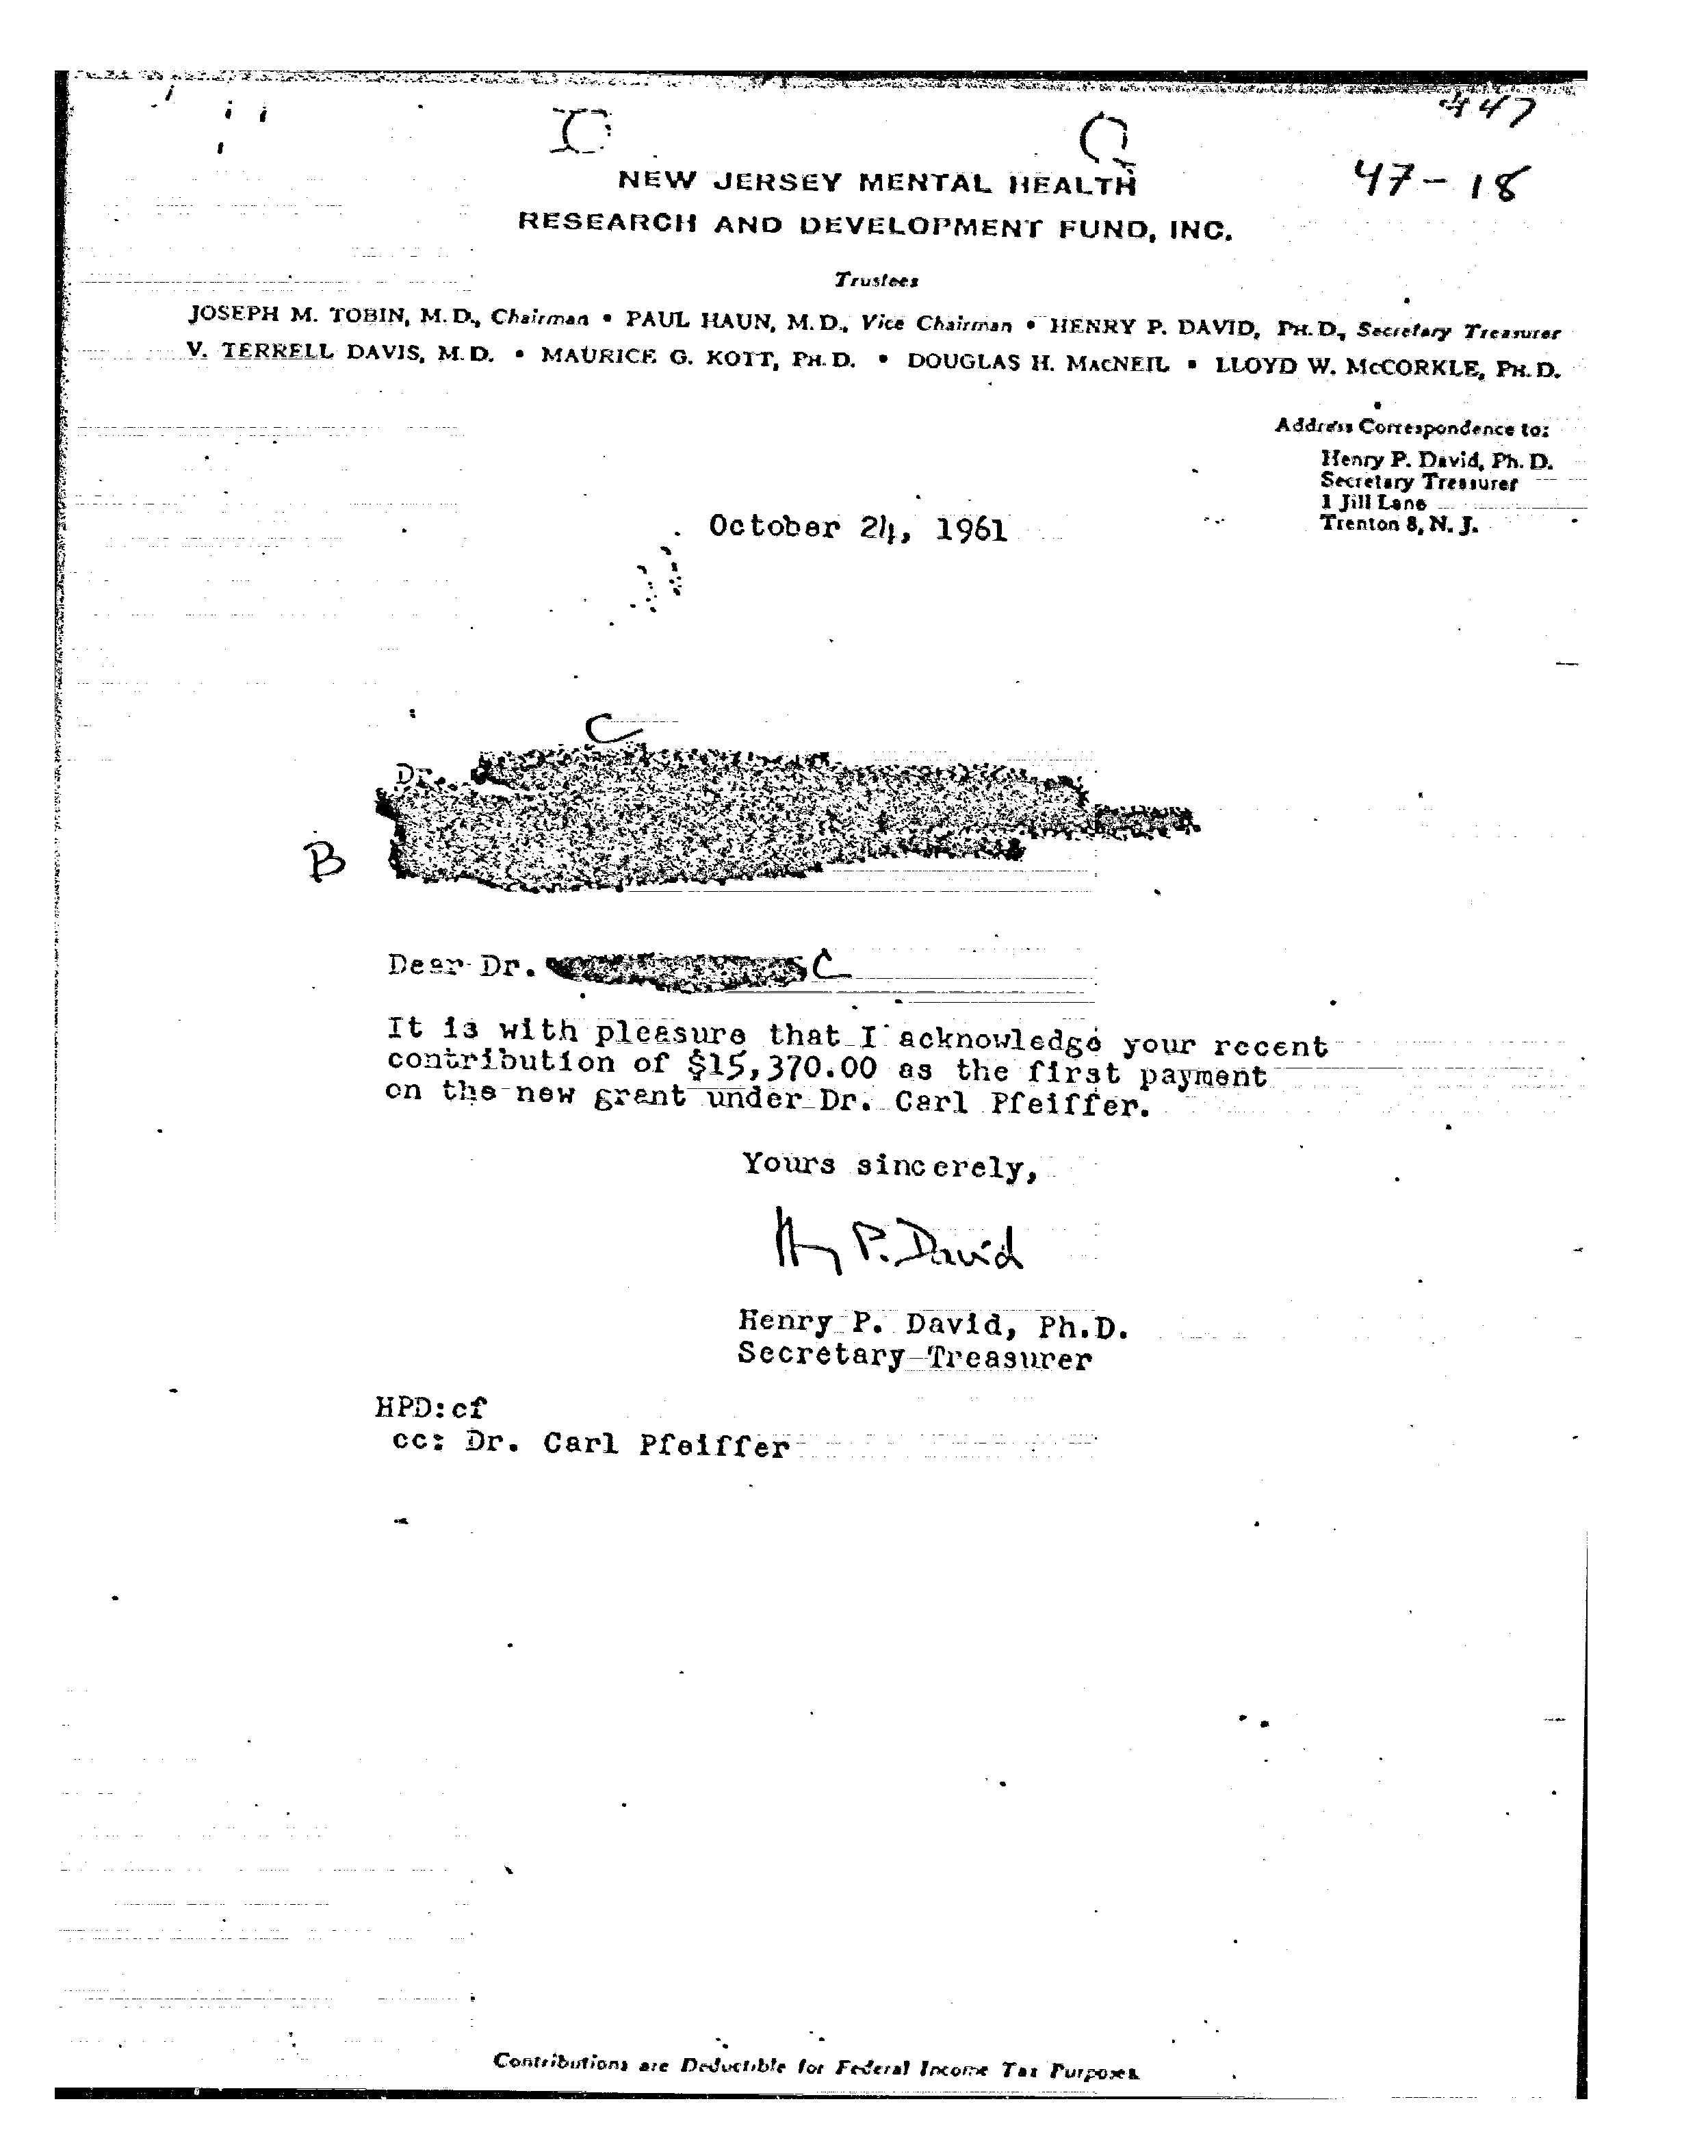 447
47-18
NEW JERSEY MENTAL HEALTH
RESEARCH AND DEVELOPMENT FUND, INC.
Trustees
JOSEPH M. TOBIN, M.D., Chairman • PAUL HAUN, M.D., Vice Chairman • HENRY P. DAVID, PH.D., Secretary Treasurer
V. TERRELL DAVIS, M.D. • MAURICE G. KOTT, PH.D. • DOUGLAS H. MACNEIL • LLOYD W. MCCORKLE, PH.D.
Address Correspondence to:
Henry P. David, Ph. D.
Secretary Treasurer
1 Jill Lane
Trenton 8, N. J.
October 24, 1961
C
Dr.
B
Dear Dr. C
It is with pleasure that I acknowledge your recent
contribution of $15,370.00 as the first payment
on the new grant under Dr. Carl Pfeiffer.
Yours sincerely,
Hy P. David
Henry P. David, Ph.D.
Secretary-Treasurer
HPD:cf
cc: Dr. Carl Pfeiffer
Contributions are Deductible for Federal Income Tax Purposes.